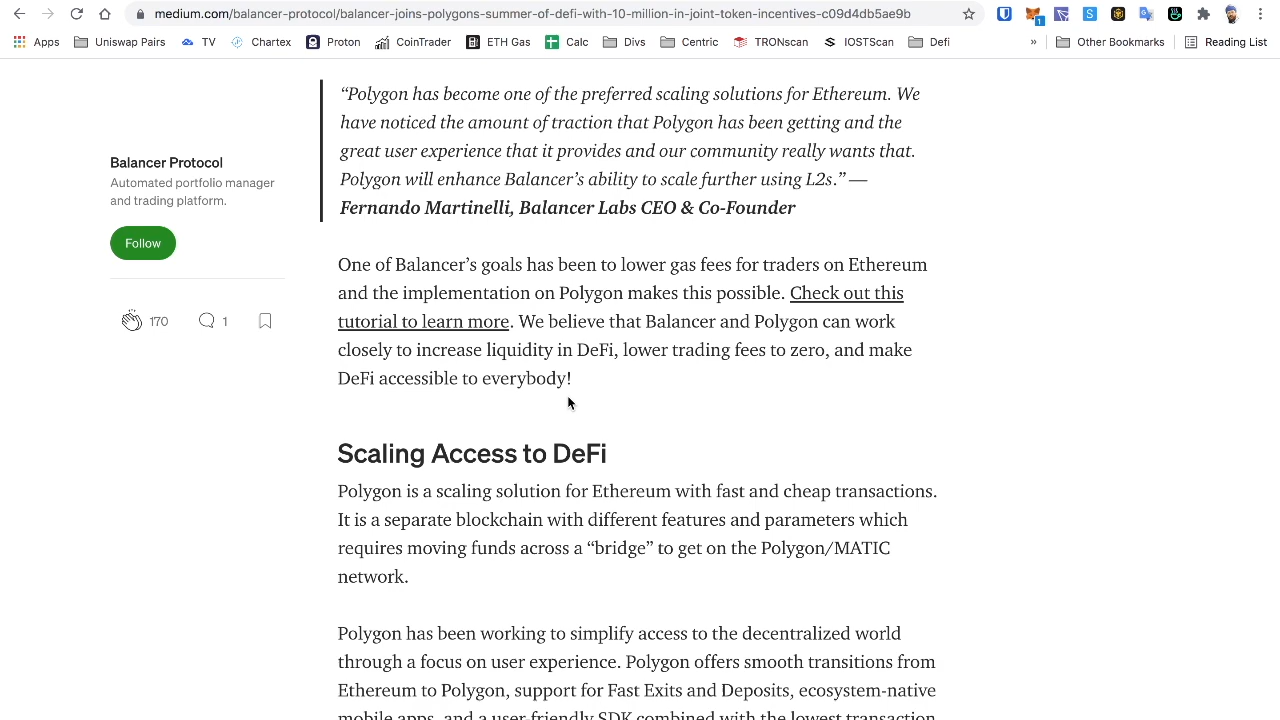 medium.com/balancer-protocol/balancer-joins-polygons-summer-of-defi-with-10-million-in-joint-token-incentives-c09d4db5ae9b
1
S
Apps Uniswap Pairs TV Chartex Proton CoinTrader ETH Gas Calc Divs Centric TRONscan IOSTScan Defi » Other Bookmarks Reading List
“Polygon has become one of the preferred scaling solutions for Ethereum. We
have noticed the amount of traction that Polygon has been getting and the
great user experience that it provides and our community really wants that.
Polygon will enhance Balancer’s ability to scale further using L2s.” —
Fernando Martinelli, Balancer Labs CEO & Co-Founder
Balancer Protocol
Automated portfolio manager
and trading platform.
Follow
170 1
One of Balancer’s goals has been to lower gas fees for traders on Ethereum
and the implementation on Polygon makes this possible. Check out this
tutorial to learn more. We believe that Balancer and Polygon can work
closely to increase liquidity in DeFi, lower trading fees to zero, and make
DeFi accessible to everybody!
Scaling Access to DeFi
Polygon is a scaling solution for Ethereum with fast and cheap transactions.
It is a separate blockchain with different features and parameters which
requires moving funds across a “bridge” to get on the Polygon/MATIC
network.
Polygon has been working to simplify access to the decentralized world
through a focus on user experience. Polygon offers smooth transitions from
Ethereum to Polygon, support for Fast Exits and Deposits, ecosystem-native
mobile apps, and a user-friendly SDK combined with the lowest transaction